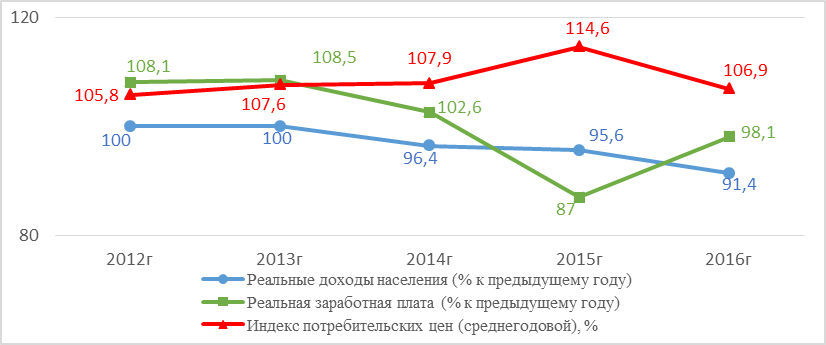 120
114,6
108,1
108,5
107,9
106,9
105,8
107,6
102,6
98,1
100
100
96,4
95,6
91,4
87
80
2012г
2013г
2014г
2015г
2016г
Реальные доходы населения (% к предыдущему году)
Реальная заработная плата (% к предыдущему году)
Индекс потребительских цен (среднегодовой), %